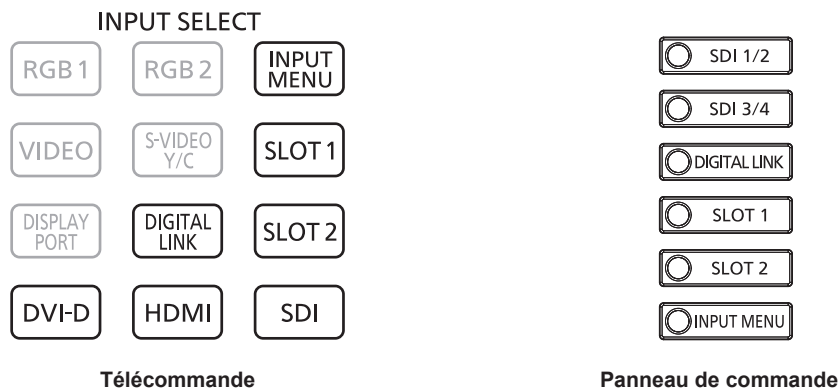 INPUT SELECT
RGB 1
RGB 2
INPUT
MENU
VIDEO
S-VIDEO
Y/C
SLOT 1
DISPLAY
PORT
DIGITAL
LINK
SLOT 2
DVI-D
HDMI
SDI
Télécommande
SDI 1/2
SDI 3/4
DIGITAL LINK
SLOT 1
SLOT 2
INPUT MENU
Panneau de commande